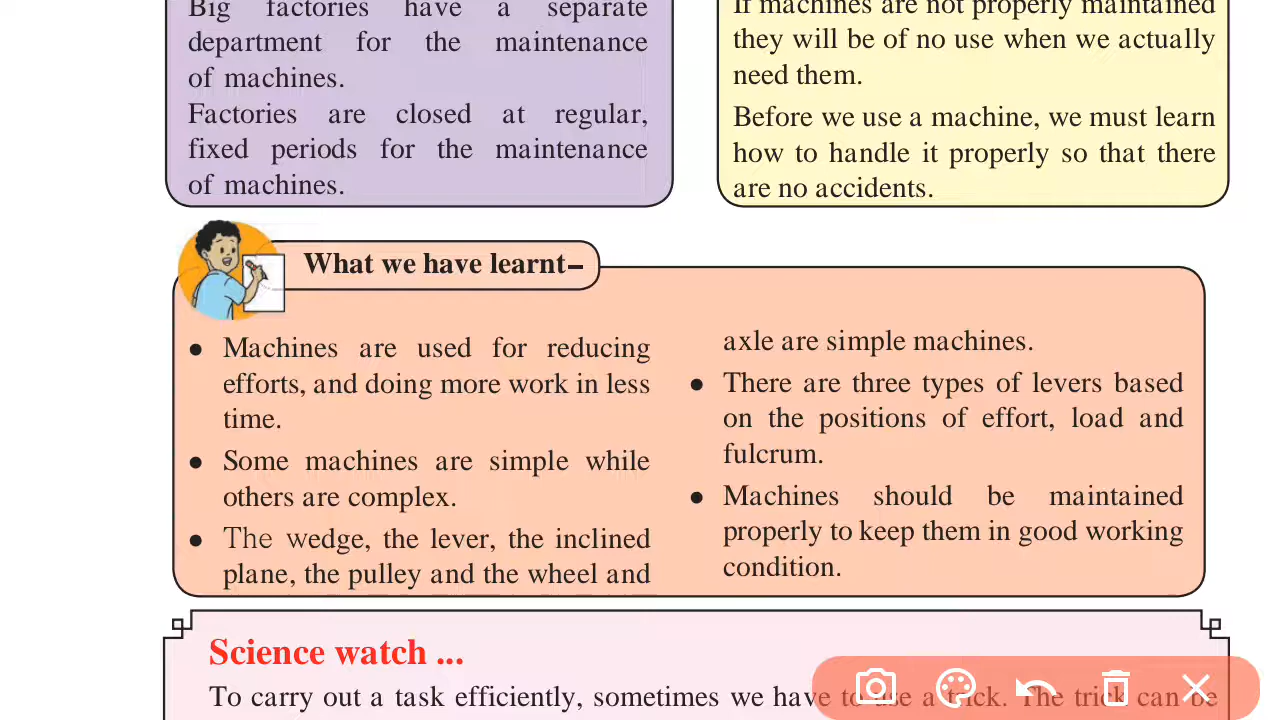 Big factories have a separate
department for the maintenance
of machines.
Factories are closed at regular,
fixed periods for the maintenance
of machines.
If machines are not properly maintained
they will be of no use when we actually
need them.
Before we use a machine, we must learn
how to handle it properly so that there
are no accidents.
What we have learnt–
● Machines are used for reducing
efforts, and doing more work in less
time.
● Some machines are simple while
others are complex.
● The wedge, the lever, the inclined
plane, the pulley and the wheel and
axle are simple machines.
● There are three types of levers based
on the positions of effort, load and
fulcrum.
● Machines should be maintained
properly to keep them in good working
condition.
Science watch ...
To carry out a task efficiently, sometimes we have to use a trick. The trick can be